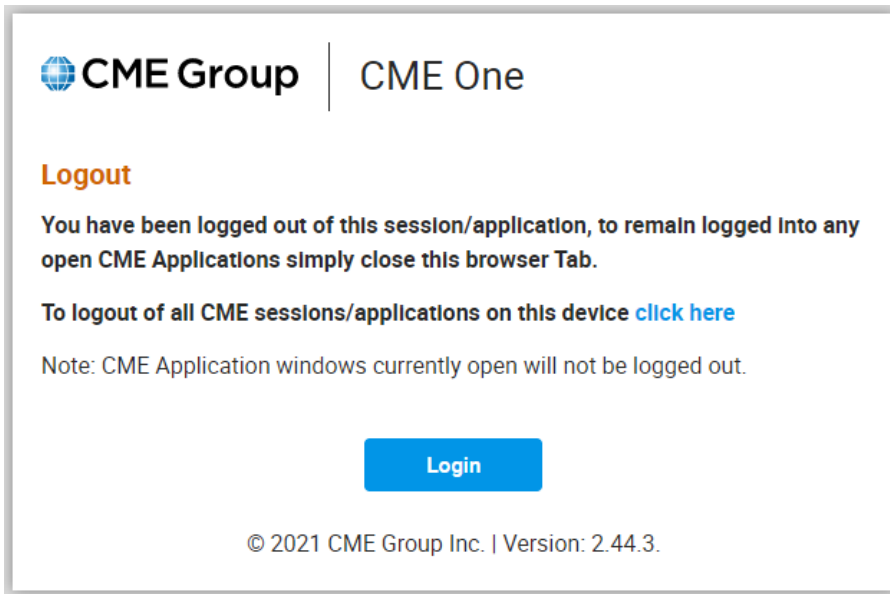 CME Group
CME One
Logout
You have been logged out of this session/application, to remain logged into any
open CME Applications simply close this browser Tab.
To logout of all CME sessions/applications on this device click here
Note: CME Application windows currently open will not be logged out.
Login
© 2021 CME Group Inc. | Version: 2.44.3.